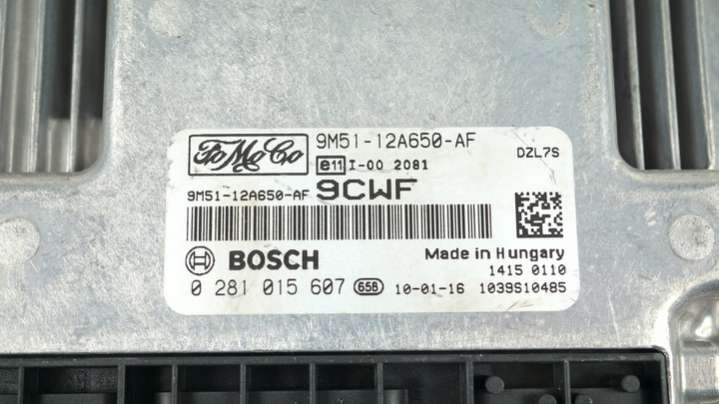 FoMoCo 9M51-12A650-AF
e11 I-00 2081 DZL7S
9M51-12A650-AF 9CWF
BOSCH Made in Hungary
1415 0110
0 281 015 607 65B 10-01-16 1039S10485